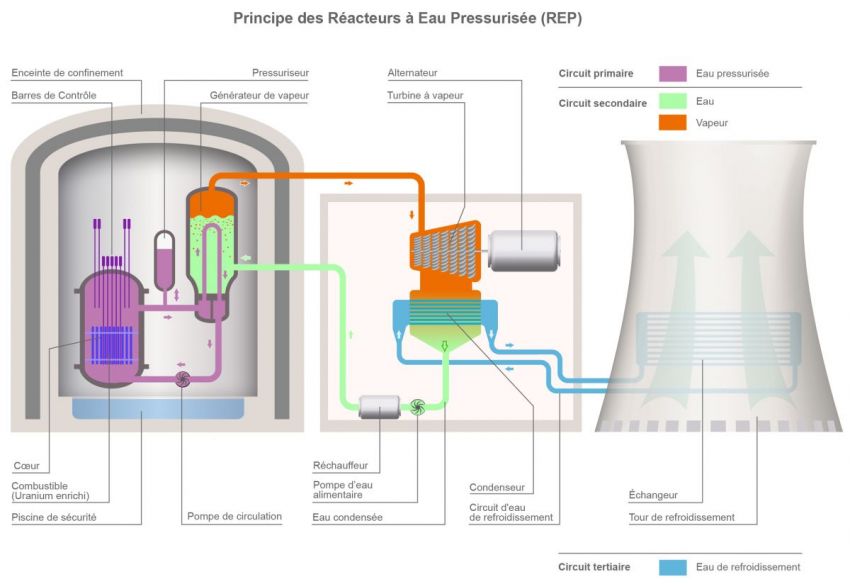 Principe des Réacteurs à Eau Pressurisée (REP)
Enceinte de confinement
Pressuriseur
Alternateur
Circuit primaire
Eau pressurisée
Barres de Contrôle
Générateur de vapeur
Turbine à vapeur
Circuit secondaire
Eau
Vapeur
Cœur
Combustible
(Uranium enrichi)
Piscine de sécurité
Pompe de circulation
Réchauffeur
Pompe d'eau
alimentaire
Eau condensée
Condenseur
Circuit d'eau
de refroidissement
Échangeur
Tour de refroidissement
Circuit tertiaire
Eau de refroidissement